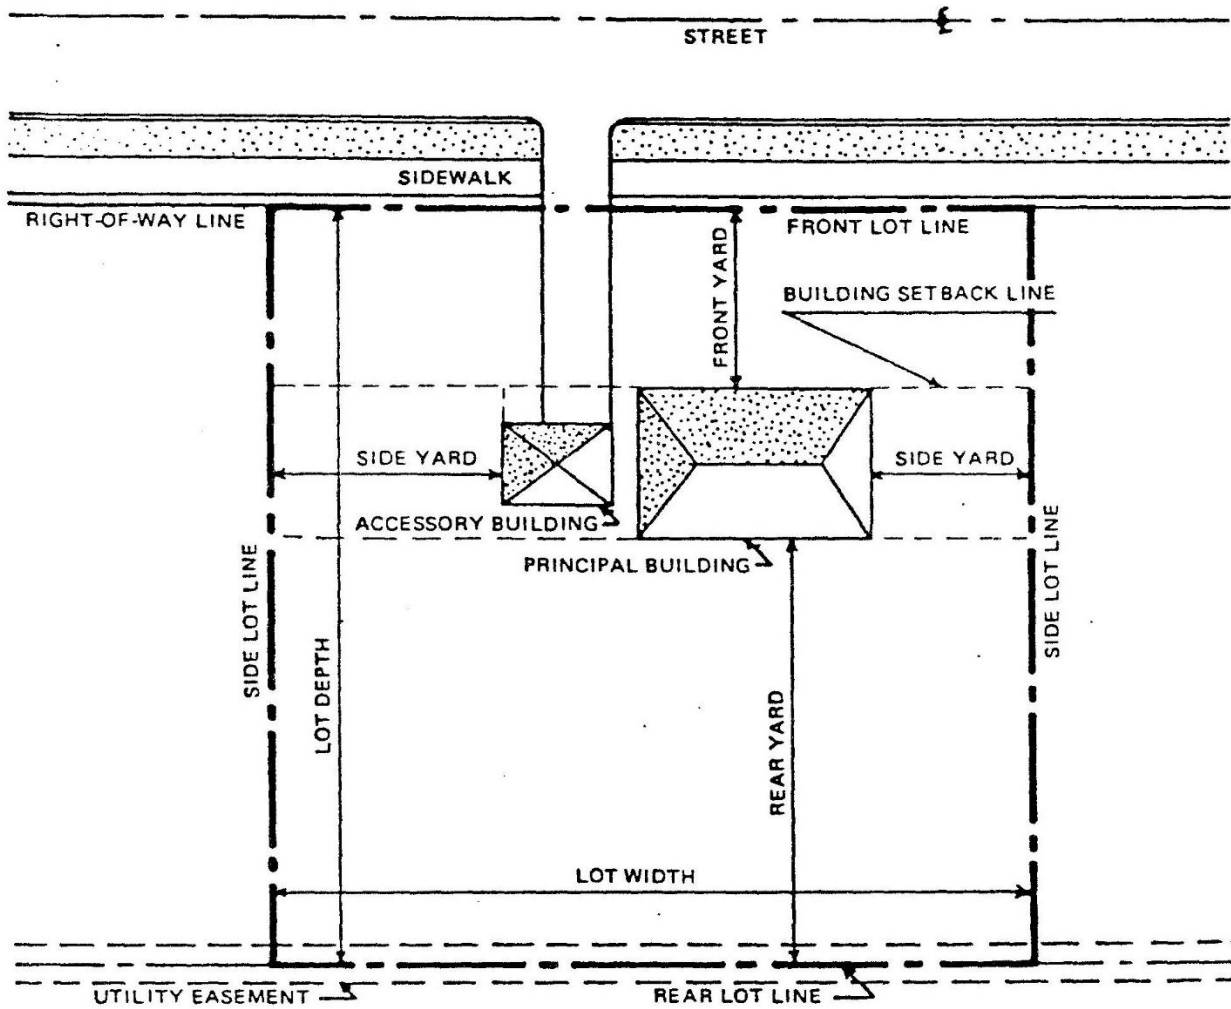 STREET
SIDEWALK
RIGHT-OF-WAY LINE
FRONT LOT LINE
FRONT YARD
BUILDING SETBACK LINE
SIDE YARD
SIDE YARD
ACCESSORY BUILDING
PRINCIPAL BUILDING
SIDE LOT LINE
LOT DEPTH
REAR YARD
SIDE LOT LINE
LOT WIDTH
UTILITY EASEMENT
REAR LOT LINE